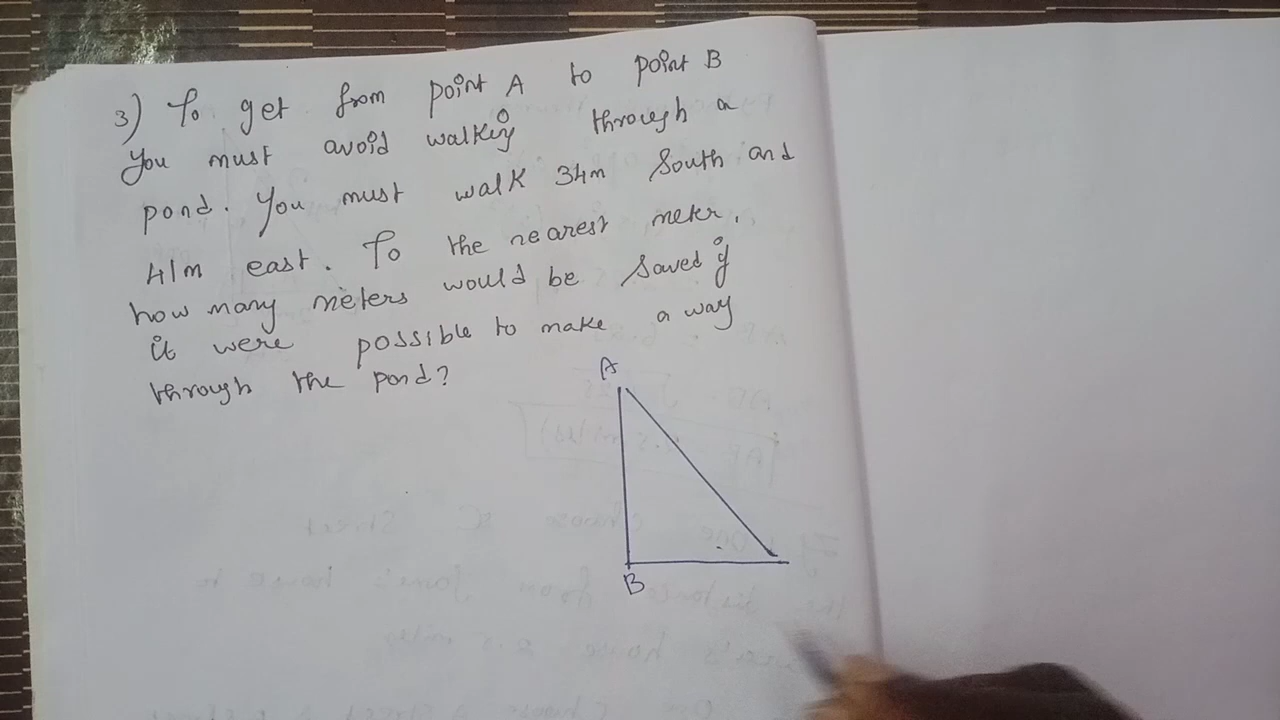 3) To get from point A to point B
You must avoid walking through a
pond. You must walk 34m South and
41m east. To the nearest meter,
how many meters would be saved if
it were possible to make a way
through the pond?
A
B